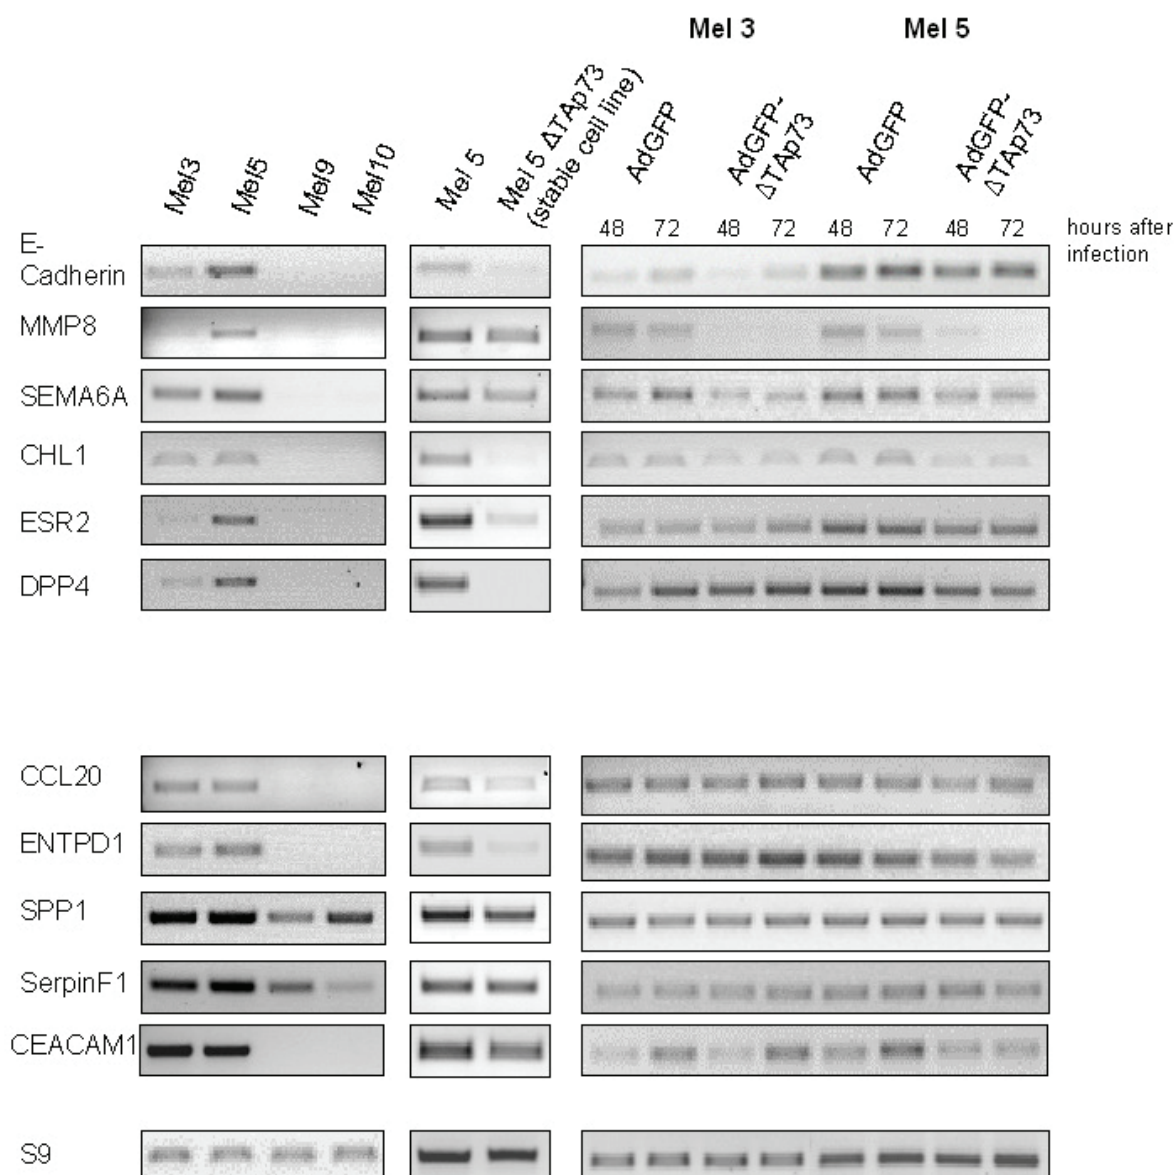 Mel 3 Mel 5
Mel3 Mel5 Mel9 Mel10 Mel 5 Mel 5 ΔTAp73 AdGFP AdGFP- AdGFP AdGFP-
(stable cell line) ΔTAp73 ΔTAp73
48 72 48 72 48 72 48 72 hours after
infection
E-
Cadherin
MMP8
SEMA6A
CHL1
ESR2
DPP4
CCL20
ENTPD1
SPP1
SerpinF1
CEACAM1
S9